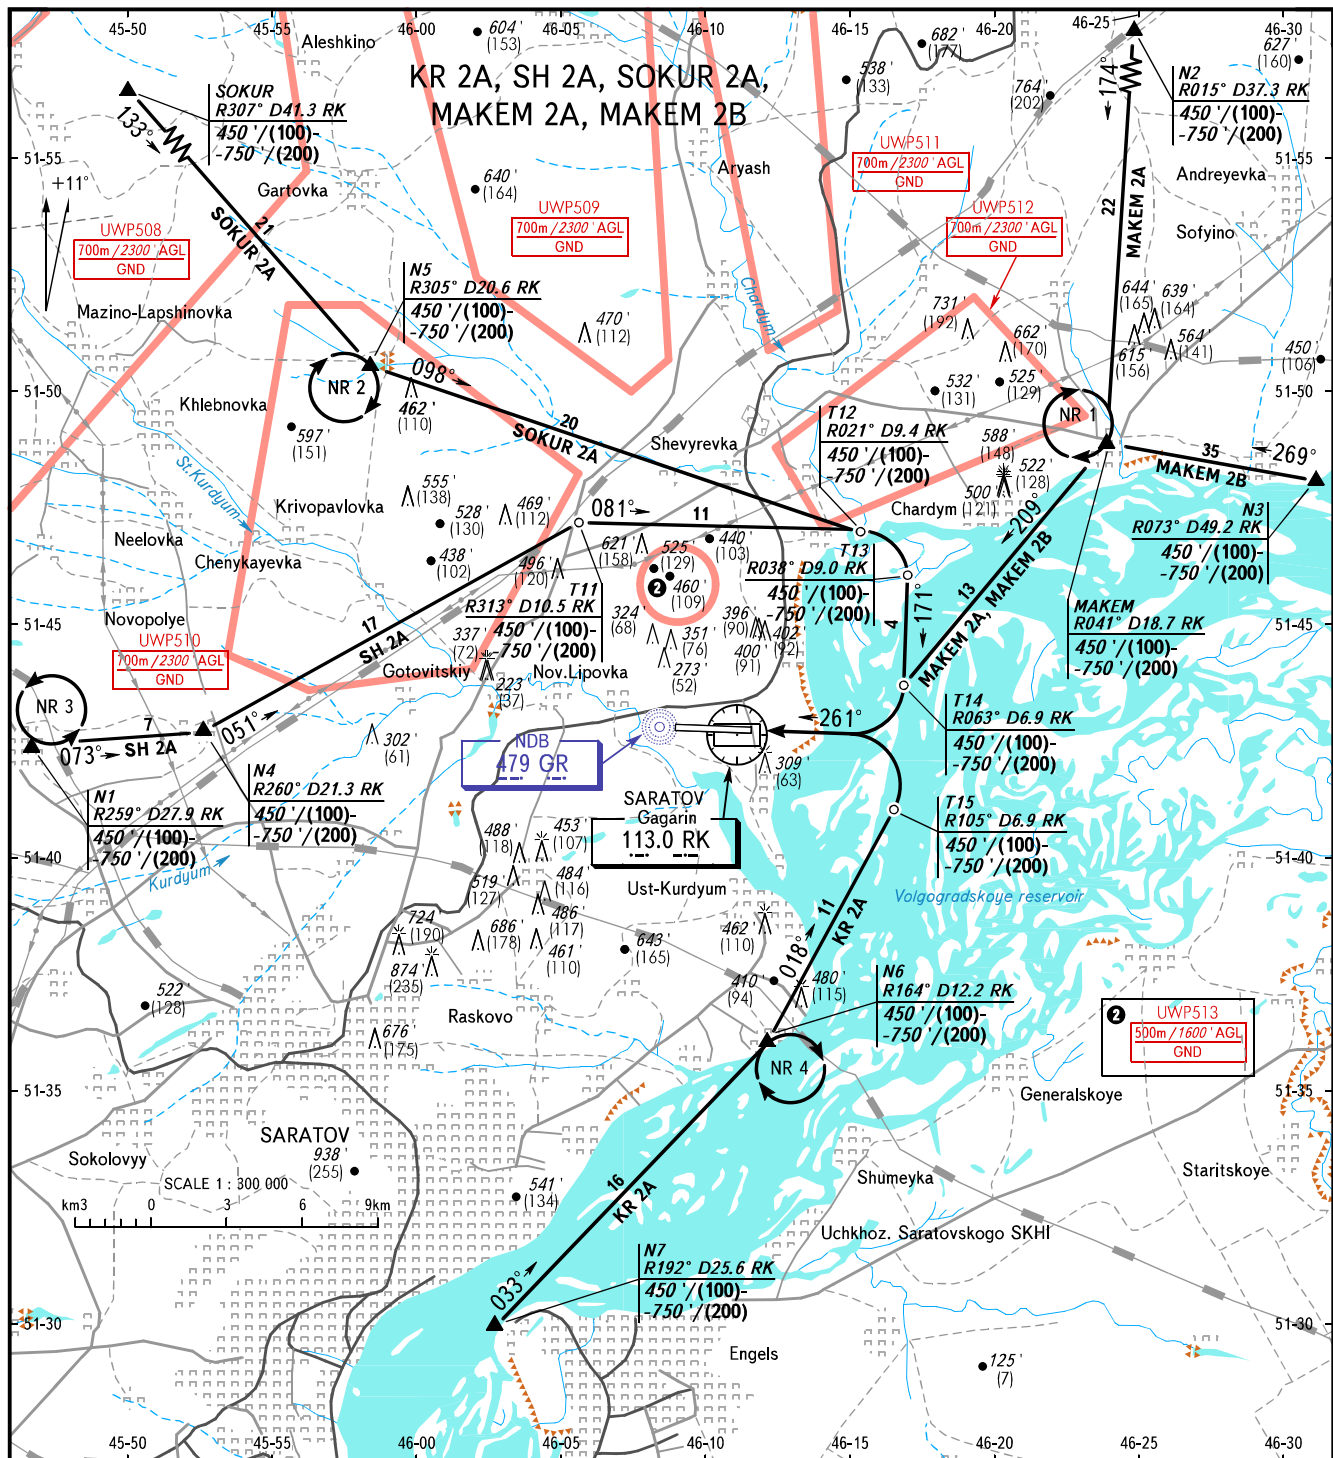 45-50
45-55
46-00
46-05
46-10
46-15
46-20
46-25
46-30
Aleshkino
604'
(153)
682'
(177)
538'
(133)
764'
(202)
627'
(160)
KR 2A, SH 2A, SOKUR 2A,
MAKEM 2A, MAKEM 2B
SOKUR
R307° D41.3 RK
450'/(100)-
-750'/(200)
133°
174°
N2
R015° D37.3 RK
450'/(100)-
-750'/(200)
51-55
51-55
+11°
Gartovka
640'
(164)
Aryash
UWP511
700m/2300' AGL
GND
Andreyevka
UWP508
700m/2300' AGL
GND
UWP509
700m/2300' AGL
GND
UWP512
700m/2300' AGL
GND
21
SOKUR 2A
22
MAKEM 2A
Sofyino
N5
R305° D20.6 RK
450'/(100)-
-750'/(200)
Mazino-Lapshinovka
470'
(112)
Chardym
731'
(192)
662'
(170)
644'
(165)
639'
(164)
615'
(156)
564'
(141)
450'
(106)
51-50
51-50
NR 2
098°
462'
(110)
532'
(131)
525'
(129)
NR 1
Khlebnovka
597'
(151)
20
SOKUR 2A
Shevyrevka
T12
R021° D9.4 RK
450'/(100)-
-750'/(200)
588'
(148)
522'
(128)
500'
(121)
35
MAKEM 2B
269°
St.Kurdyum
Krivopavlovka
555'
(138)
528'
(130)
469'
(112)
438'
(102)
081°
11
Chardym
209°
N3
R073° D49.2 RK
450'/(100)-
-750'/(200)
Neelovka
Chenykayevka
621'
(158)
525'
(129)
440'
(103)
496'
(120)
2
460'
(109)
T13
R038° D9.0 RK
450'/(100)-
-750'/(200)
T11
R313° D10.5 RK
450'/(100)-
-750'/(200)
13
MAKEM 2A, MAKEM 2B
MAKEM
R041° D18.7 RK
450'/(100)-
-750'/(200)
51-45
51-45
Novopolye
UWP510
700m/2300' AGL
GND
17
SH 2A
337'
(72)
324'
(68)
351'
(76)
396'
(90)
402'
(92)
400'
(91)
273'
(52)
4
171°
Gotovitskiy
223'
(37)
Nov.Lipovka
NR 3
7
073°
SH 2A
051°
302'
(61)
NDB
479 GR
261°
309'
(63)
T14
R063° D6.9 RK
450'/(100)-
-750'/(200)
N1
R259° D27.9 RK
450'/(100)-
-750'/(200)
N4
R260° D21.3 RK
450'/(100)-
-750'/(200)
SARATOV
Gagarin
113.0 RK
T15
R105° D6.9 RK
450'/(100)-
-750'/(200)
51-40
51-40
Kurdyum
488'
(118)
453'
(107)
519'
(127)
484'
(116)
486'
(117)
461'
(110)
686'
(178)
724'
(190)
874'
(235)
643'
(165)
Ust-Kurdyum
462'
(110)
Volgogradskoye reservoir
11
KR 2A
018°
410'
(94)
480'
(115)
N6
R164° D12.2 RK
450'/(100)-
-750'/(200)
522'
(128)
Raskovo
676'
(175)
2
UWP513
500m/1600' AGL
GND
51-35
51-35
NR 4
Generalskoye
SARATOV
938'
(255)
Sokolovyy
SCALE 1 : 300 000
km3
0
3
6
9km
541'
(134)
16
KR 2A
Shumeyka
Staritskoye
Uchkhoz. Saratovskogo SKHI
033°
N7
R192° D25.6 RK
450'/(100)-
-750'/(200)
51-30
51-30
Engels
125'
(7)
45-50
45-55
46-00
46-05
46-10
46-15
46-20
46-25
46-30